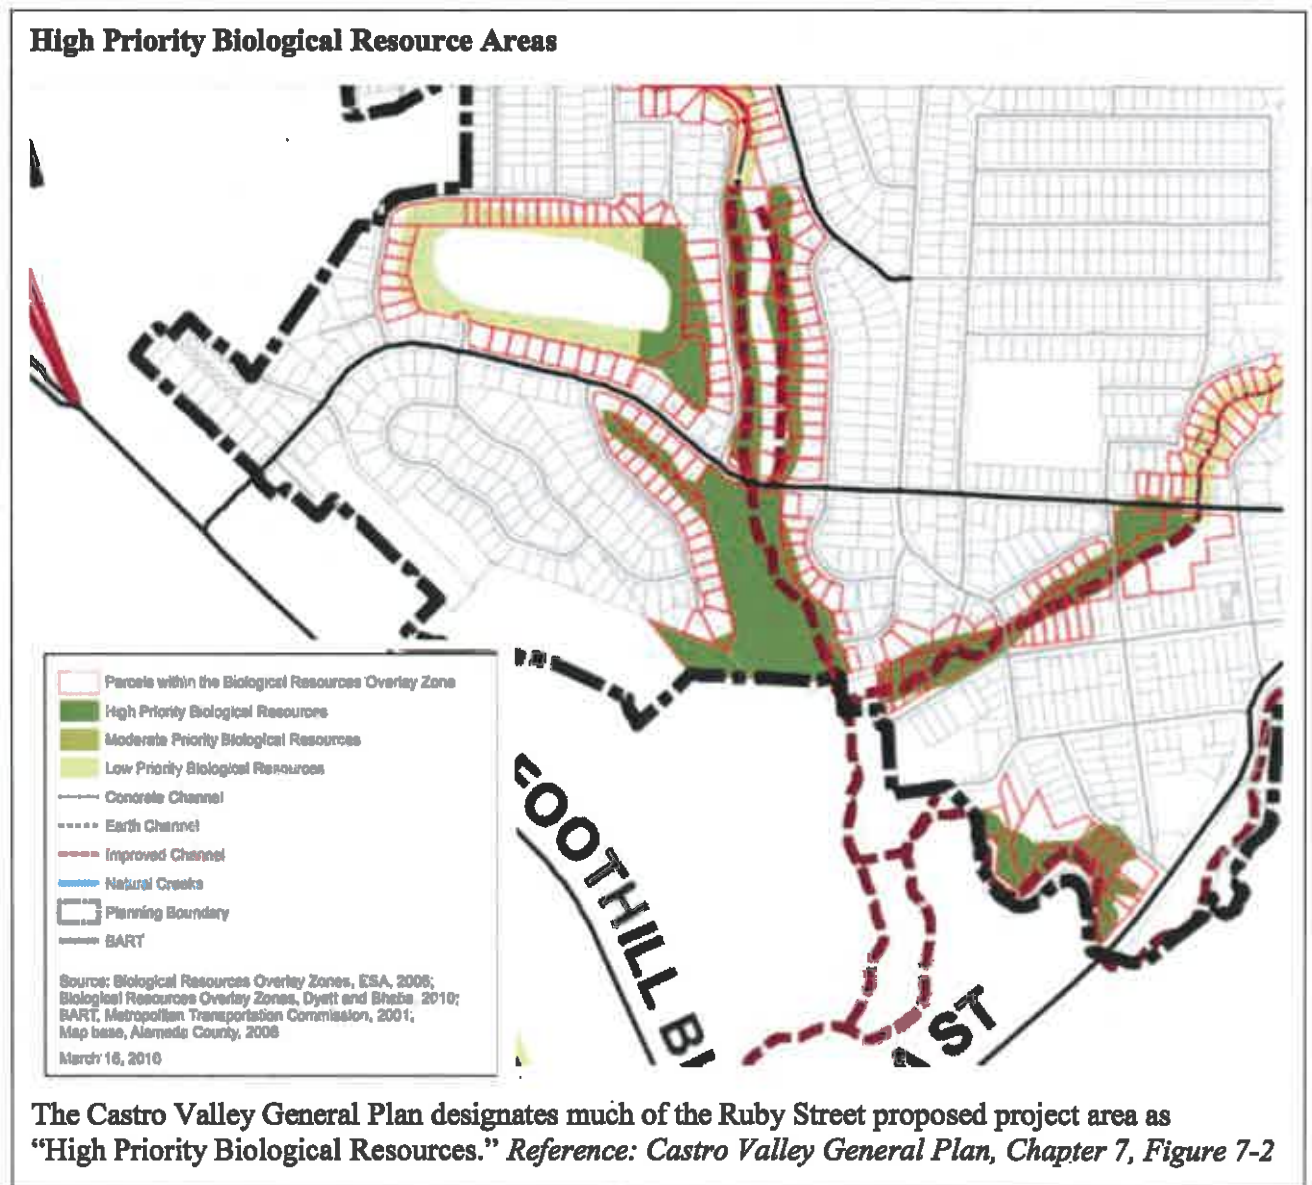 High Priority Biological Resource Areas
Parcels within the Biological Resources Overlay Zone
High Priority Biological Resources
Moderate Priority Biological Resources
Low Priority Biological Resources
Concrete Channel
Earth Channel
Improved Channel
Natural Creeks
Planning Boundary
BART
Source: Biological Resources Overlay Zones, ESA, 2006;
Biological Resources Overlay Zones, Dyett and Bhatia, 2010;
BART, Metropolitan Transportation Commission, 2001;
Map base, Alameda County, 2006
March 16, 2010
FOOTHILL
The Castro Valley General Plan designates much of the Ruby Street proposed project area as
“High Priority Biological Resources.” Reference: Castro Valley General Plan, Chapter 7, Figure 7-2